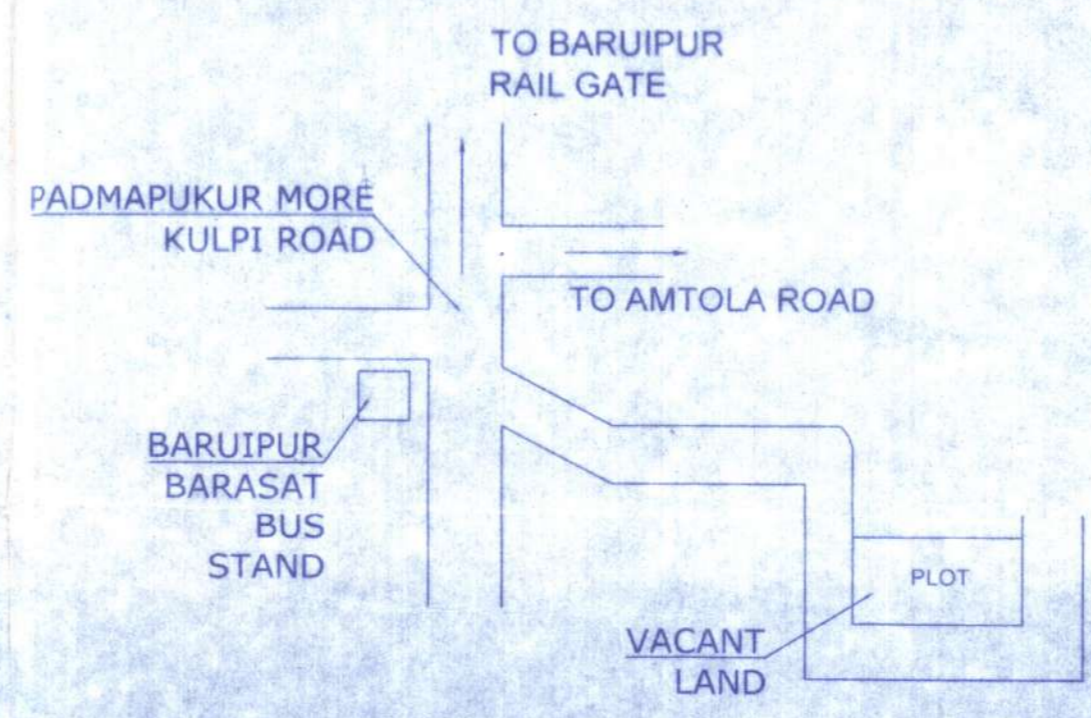 TO BARUIPUR
RAIL GATE
PADMAPUKUR MORE
KULPI ROAD
TO AMTOLA ROAD
BARUIPUR
BARASAT
BUS
STAND
PLOT
VACANT
LAND